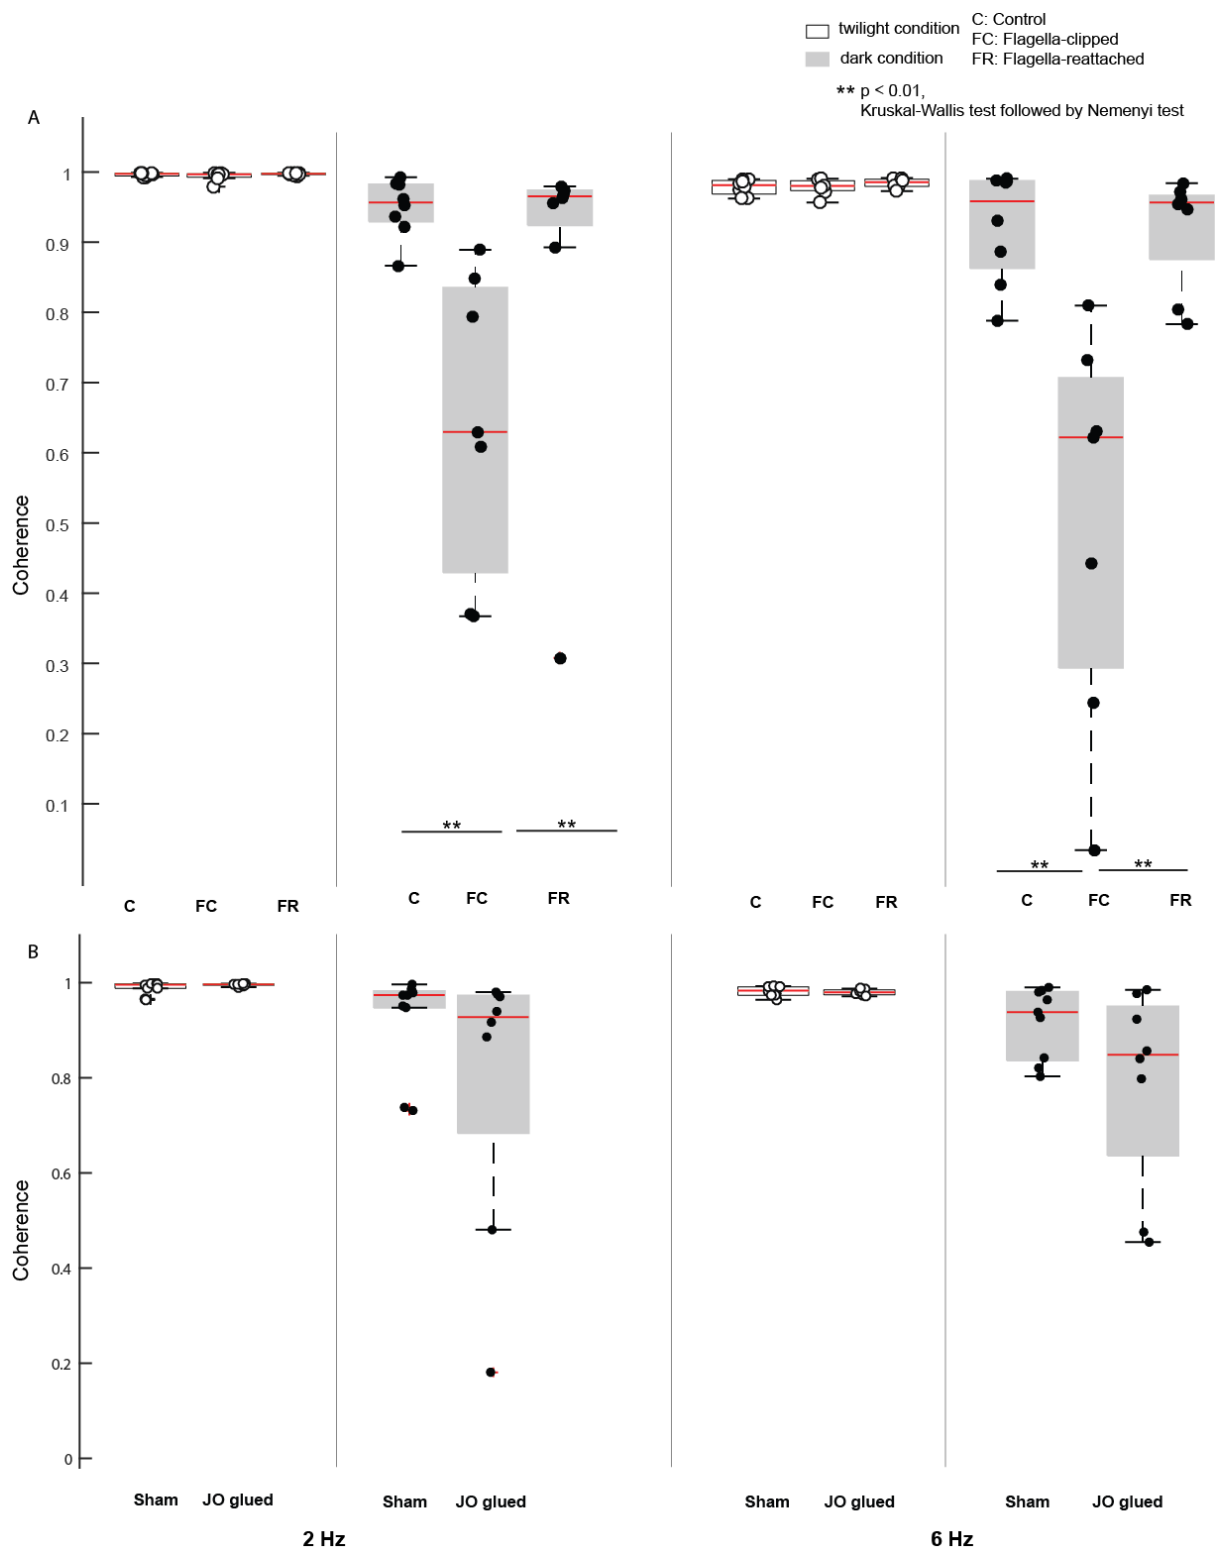 twilight condition
dark condition
C: Control
FC: Flagella-clipped
FR: Flagella-reattached
** p < 0.01,
Kruskal-Wallis test followed by Nemenyi test
A
Coherence
1
0.9
0.8
0.7
0.6
0.5
0.4
0.3
0.2
0.1
** ** ** **
C FC FR C FC FR C FC FR C FC FR
B
Coherence
1
0.8
0.6
0.4
0.2
0
Sham JO glued Sham JO glued Sham JO glued Sham JO glued
2 Hz 6 Hz